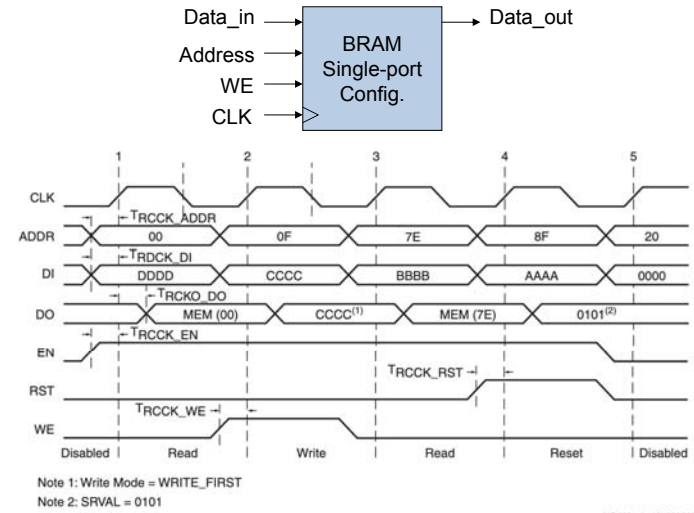 Data_in
Address
WE
CLK
BRAM
Single-port
Config.
Data_out
1 2 3 4 5
CLK
TRCCK_ADDR
ADDR 00 0F 7E 8F 20
TRDCK_DI
DI DDDD CCCC BBBB AAAA 0000
TRCKO_DO
DO MEM (00) CCCC(1) MEM (7E) 0101(2)
TRCCK_EN
EN
TRCCK_RST
RST
TRCCK_WE
WE
Disabled Read Write Read Reset Disabled
Note 1: Write Mode = WRITE_FIRST
Note 2: SRVAL = 0101